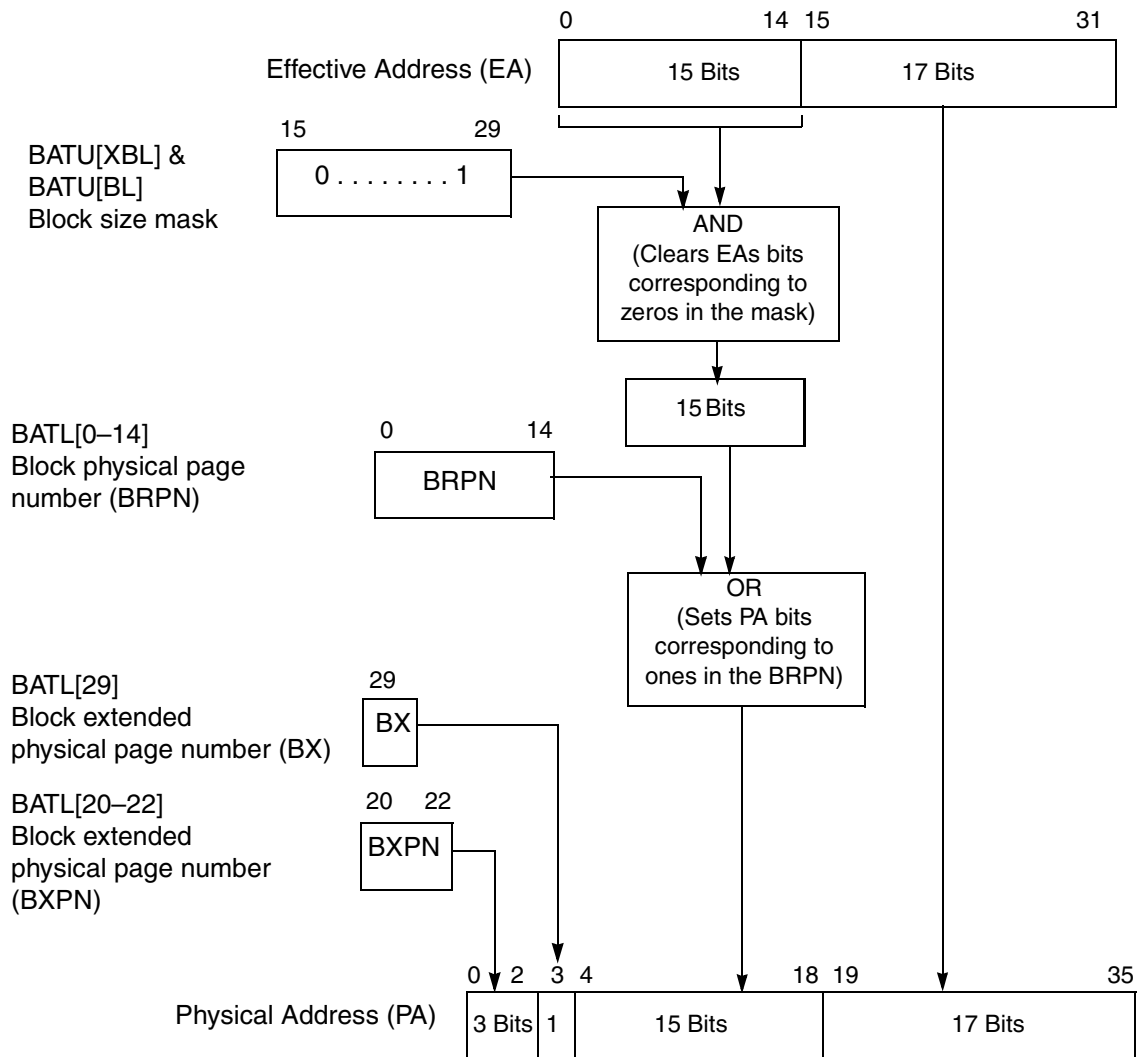 0 14 15 31
Effective Address (EA)
15 Bits 17 Bits
15 29
BATU[XBL] &
BATU[BL]
Block size mask
0 . . . . . . . . 1
AND
(Clears EAs bits
corresponding to
zeros in the mask)
15 Bits
BATL[0–14]
Block physical page
number (BRPN)
0 14
BRPN
OR
(Sets PA bits
corresponding to
ones in the BRPN)
BATL[29]
Block extended
physical page number (BX)
29
BX
BATL[20–22]
Block extended
physical page number
(BXPN)
20 22
BXPN
0 2 3 4 18 19 35
Physical Address (PA)
3 Bits 1 15 Bits 17 Bits